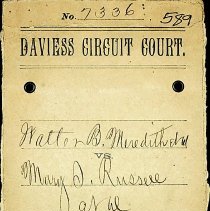 No. 7336
589
DAVIESS CIRCUIT COURT.
Walter B. Meredith
vs
Mary J. Russell